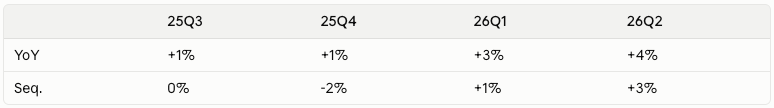 25Q3 25Q4 26Q1 26Q2
YoY +1% +1% +3% +4%
Seq. 0% -2% +1% +3%